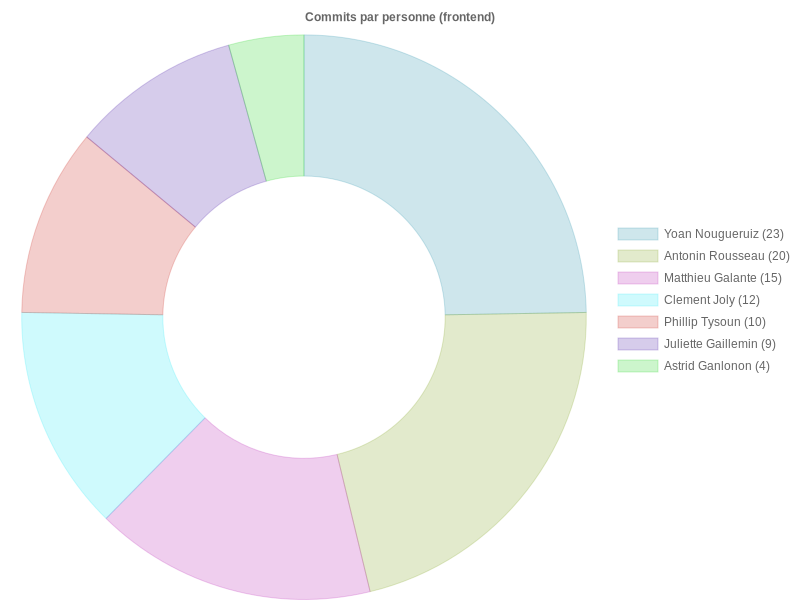 Commits par personne (frontend)
Yoan Nougueruiz (23)
Antonin Rousseau (20)
Matthieu Galante (15)
Clement Joly (12)
Phillip Tysoun (10)
Juliette Gaillemin (9)
Astrid Ganlonon (4)